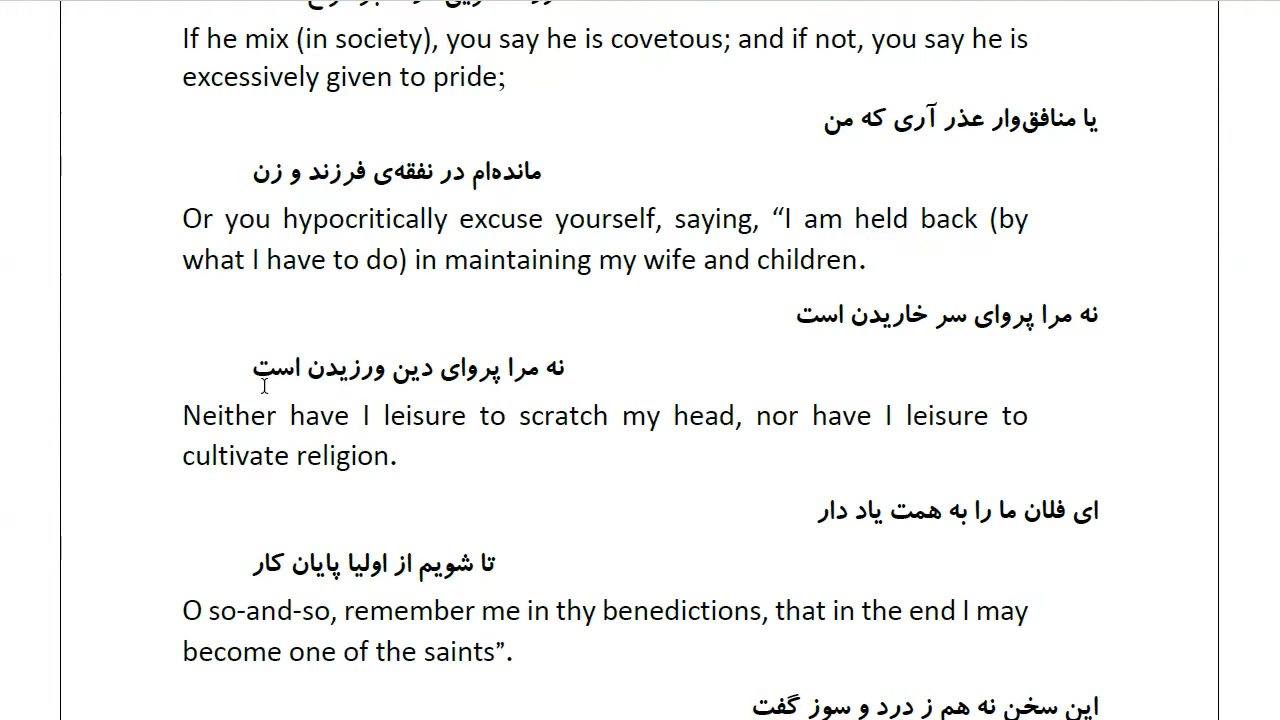 If he mix (in society), you say he is covetous; and if not, you say he is
excessively given to pride;
یا منافق‌وار عذر آری که من
مانده‌ام در نفقه‌ی فرزند و زن
Or you hypocritically excuse yourself, saying, “I am held back (by
what I have to do) in maintaining my wife and children.
نه مرا پروای سر خاریدن است
نه مرا پروای دین ورزیدن است
Neither have I leisure to scratch my head, nor have I leisure to
cultivate religion.
ای فلان ما را به همت یاد دار
تا شویم از اولیا پایان کار
O so-and-so, remember me in thy benedictions, that in the end I may
become one of the saints”.
این سخن نه هم ز درد و سوز گفت